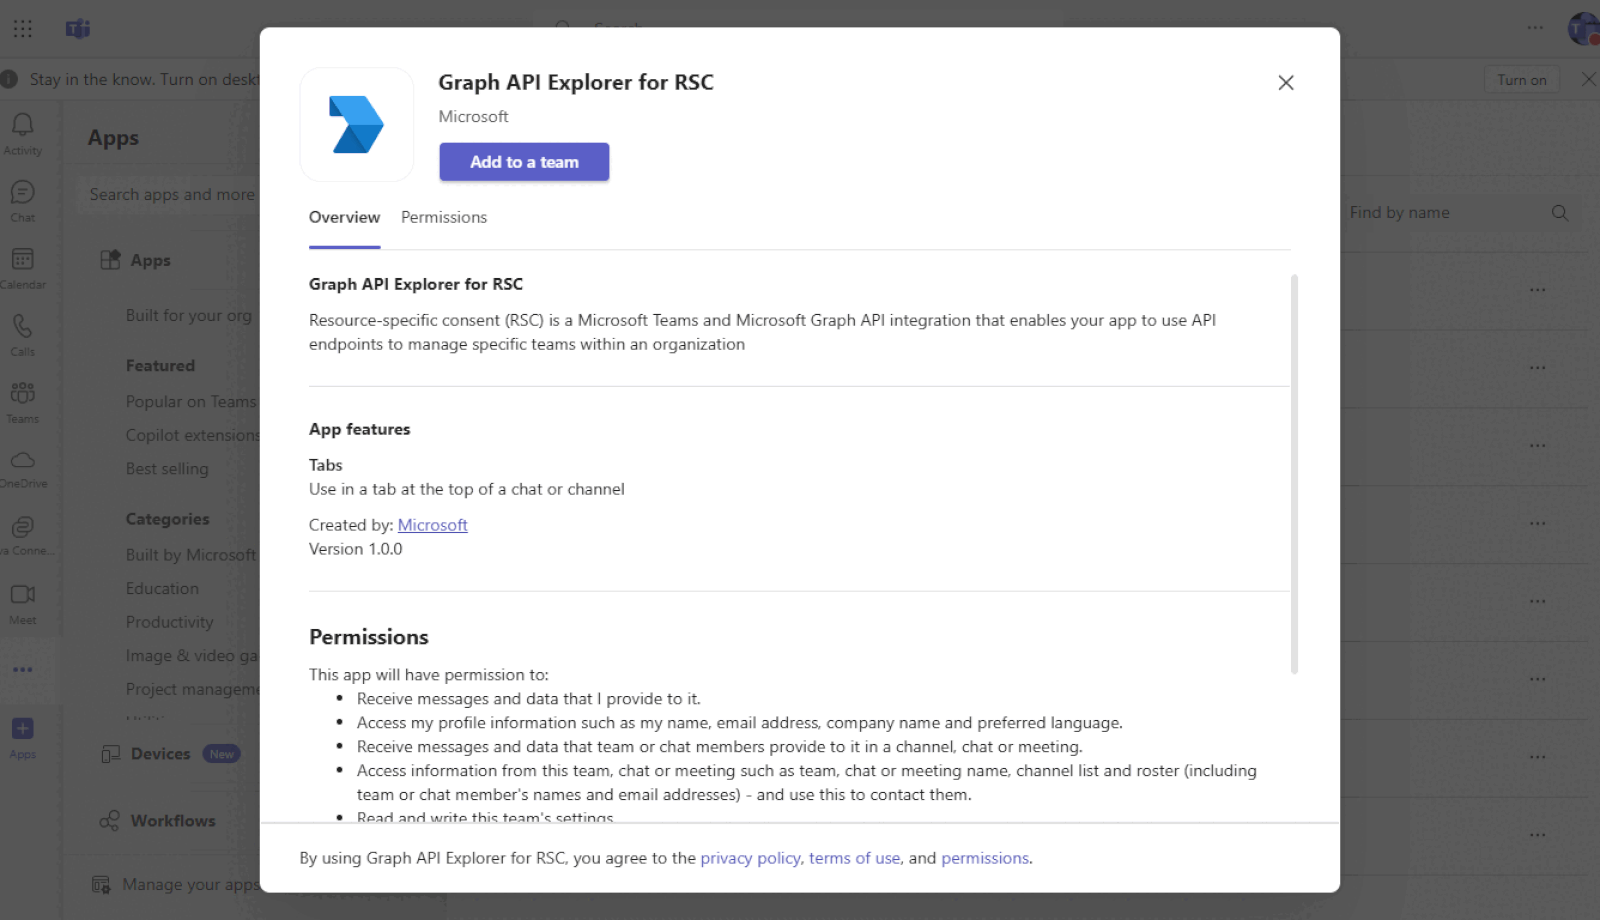 Search
Stay in the know. Turn on
Turn on
Activity
Chat
Calendar
Calls
Teams
OneDrive
Conne...
Meet
Apps
Apps
Search apps and more
Apps
Built for your org
Featured
Popular on Teams
Copilot extensions
Best selling
Categories
Built by Microsoft
Education
Productivity
Image & video
Project
Devices New
Workflows
Manage your apps
Find by name
Graph API Explorer for RSC
Microsoft
Add to a team
Overview Permissions
Graph API Explorer for RSC
Resource-specific consent (RSC) is a Microsoft Teams and Microsoft Graph API integration that enables your app to use API
endpoints to manage specific teams within an organization
App features
Tabs
Use in a tab at the top of a chat or channel
Created by: Microsoft
Version 1.0.0
Permissions
This app will have permission to:
• Receive messages and data that I provide to it.
• Access my profile information such as my name, email address, company name and preferred language.
• Receive messages and data that team or chat members provide to it in a channel, chat or meeting.
• Access information from this team, chat or meeting such as team, chat or meeting name, channel list and roster (including
team or chat member's names and email addresses) - and use this to contact them.
• Read and write this team's settings
By using Graph API Explorer for RSC, you agree to the privacy policy, terms of use, and permissions.